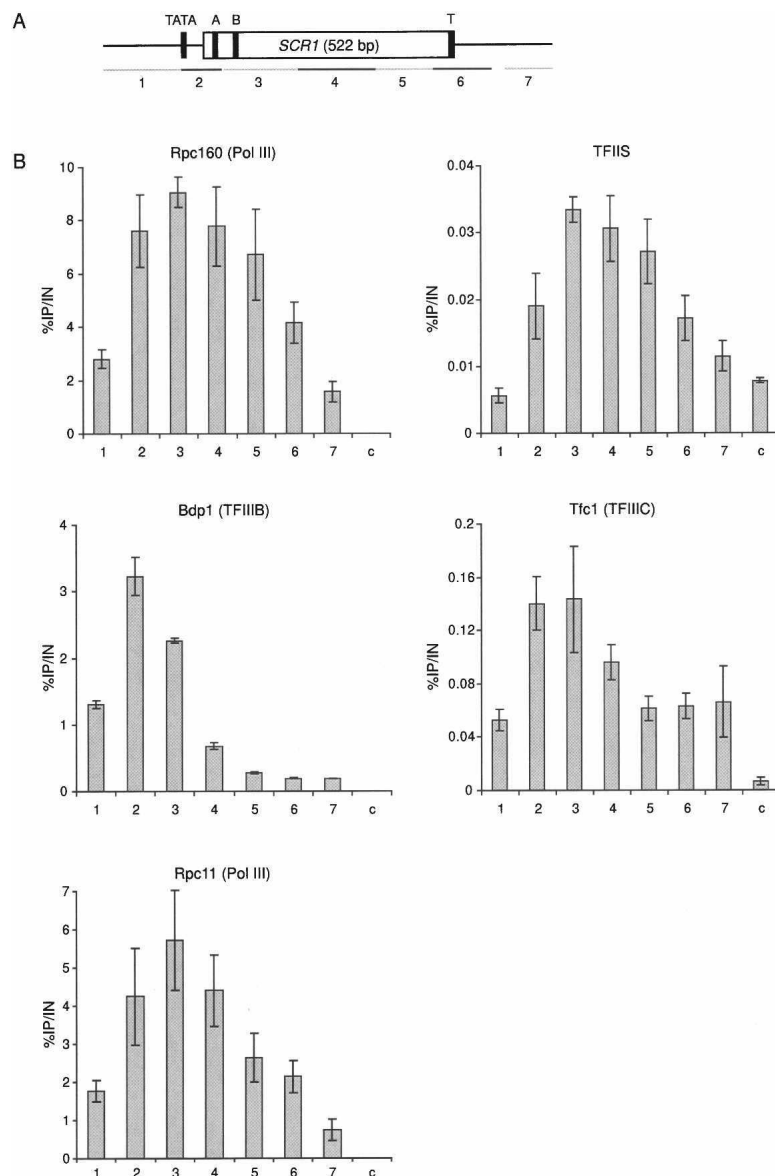 A
TATA A B T
SCR1 (522 bp)
1 2 3 4 5 6 7
B
Rpc160 (Pol III)
%IP/IN
10
8
6
4
2
0
1 2 3 4 5 6 7 c
TFIIS
%IP/IN
0.04
0.03
0.02
0.01
0
1 2 3 4 5 6 7 c
Bdp1 (TFIIIB)
%IP/IN
4
3
2
1
0
1 2 3 4 5 6 7 c
Tfc1 (TFIIIC)
%IP/IN
0.2
0.16
0.12
0.08
0.04
0
1 2 3 4 5 6 7 c
Rpc11 (Pol III)
%IP/IN
7
6
5
4
3
2
1
0
1 2 3 4 5 6 7 c